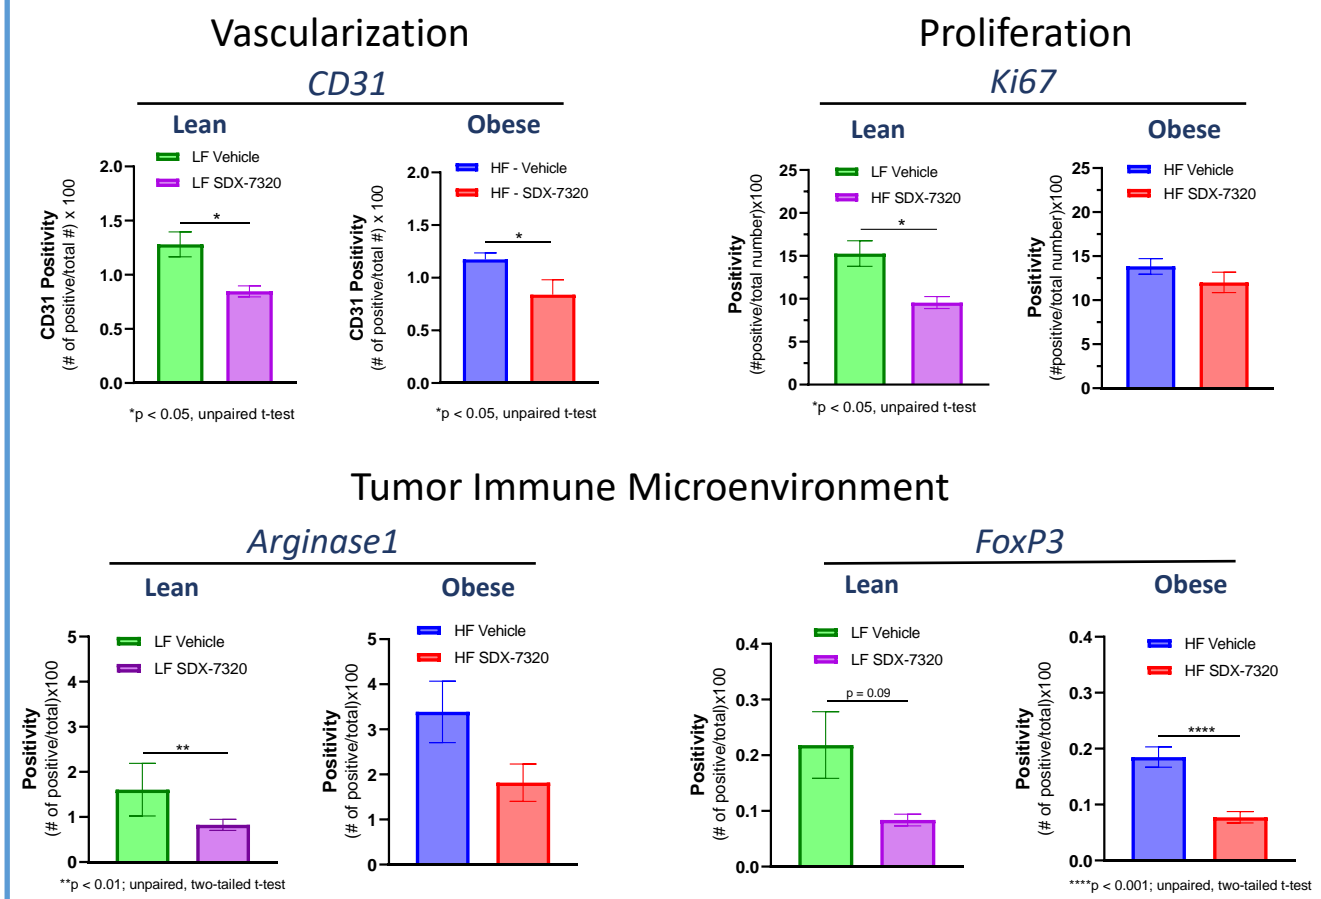 Vascularization
CD31
Lean
LF Vehicle
LF SDX-7320
2.0
1.5
1.0
0.5
0.0
CD31 Positivity
(# of positive/total #) x 100
*
*p < 0.05, unpaired t-test
Obese
HF - Vehicle
HF - SDX-7320
2.0
1.5
1.0
0.5
0.0
CD31 Positivity
(# of positive/total #) x 100
*
*p < 0.05, unpaired t-test
Proliferation
Ki67
Lean
LF Vehicle
HF SDX-7320
25
20
15
10
5
0
Positivity
(#positive/total number)x100
*
*p < 0.05, unpaired t-test
Obese
HF Vehicle
HF SDX-7320
25
20
15
10
5
0
Positivity
(#positive/total number)x100
Tumor Immune Microenvironment
Arginase1
Lean
LF Vehicle
LF SDX-7320
5
4
3
2
1
0
Positivity
(# of positive/total)x100
**
**p < 0.01; unpaired, two-tailed t-test
Obese
HF Vehicle
HF SDX-7320
5
4
3
2
1
0
Positivity
(# of positive/total)x100
FoxP3
Lean
LF Vehicle
LF SDX-7320
0.4
0.3
0.2
0.1
0.0
Positivity
(# of positive/total)x100
p = 0.09
Obese
HF Vehicle
HF SDX-7320
0.4
0.3
0.2
0.1
0.0
Positivity
(# of positive/total)x100
****
****p < 0.001; unpaired, two-tailed t-test